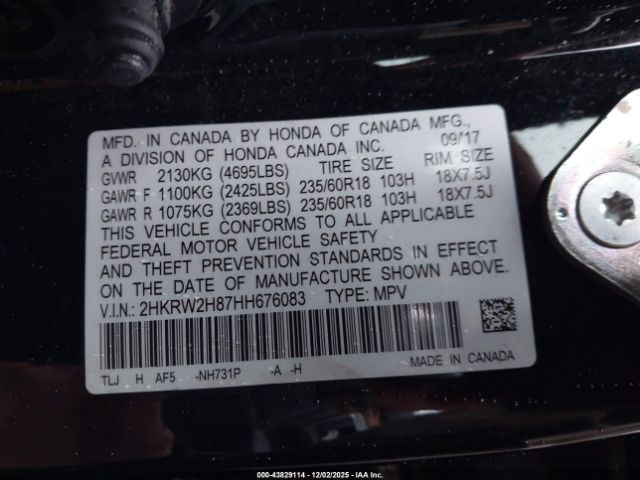 MFD. IN CANADA BY HONDA OF CANADA MFG.,
A DIVISION OF HONDA CANADA INC. 09/17
GVWR 2130KG (4695LBS) TIRE SIZE RIM SIZE
GAWR F 1100KG (2425LBS) 235/60R18 103H 18X7.5J
GAWR R 1075KG (2369LBS) 235/60R18 103H 18X7.5J
THIS VEHICLE CONFORMS TO ALL APPLICABLE
FEDERAL MOTOR VEHICLE SAFETY
AND THEFT PREVENTION STANDARDS IN EFFECT
ON THE DATE OF MANUFACTURE SHOWN ABOVE.
V.I.N.: 2HKRW2H87HH676083 TYPE: MPV
TLJ H AF5 -NH731P -A -H MADE IN CANADA
000-43829114 - 12/02/2025 - IAA Inc.